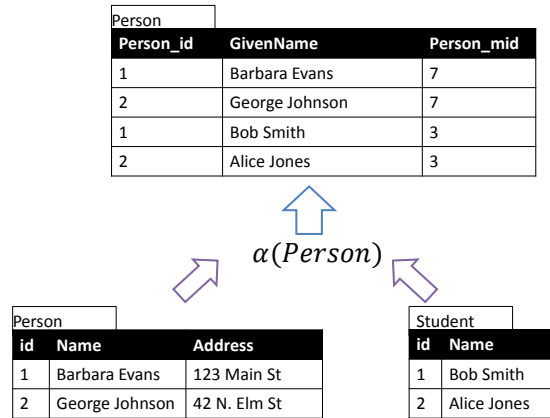 Person
Person_id GivenName Person_mid
1 Barbara Evans 7
2 George Johnson 7
1 Bob Smith 3
2 Alice Jones 3
α(Person)
Person
id Name Address
1 Barbara Evans 123 Main St
2 George Johnson 42 N. Elm St
Student
id Name
1 Bob Smith
2 Alice Jones